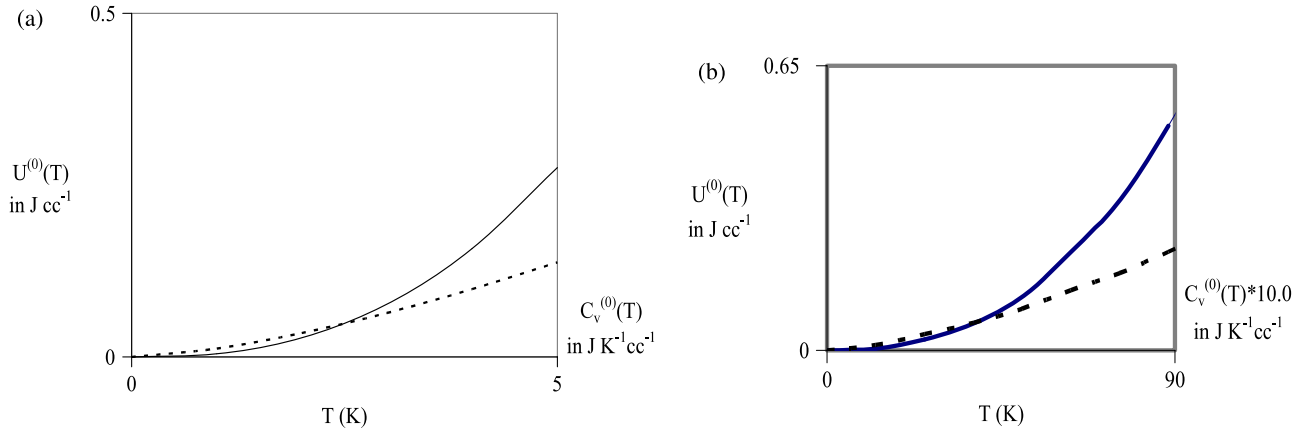 (a)
0.5
U⁽⁰⁾(T)
in J cc⁻¹
0
Cᵥ⁽⁰⁾(T)
in J K⁻¹cc⁻¹
0
5
T (K)
(b)
0.65
U⁽⁰⁾(T)
in J cc⁻¹
0
Cᵥ⁽⁰⁾(T)*10.0
in J K⁻¹cc⁻¹
0
90
T (K)